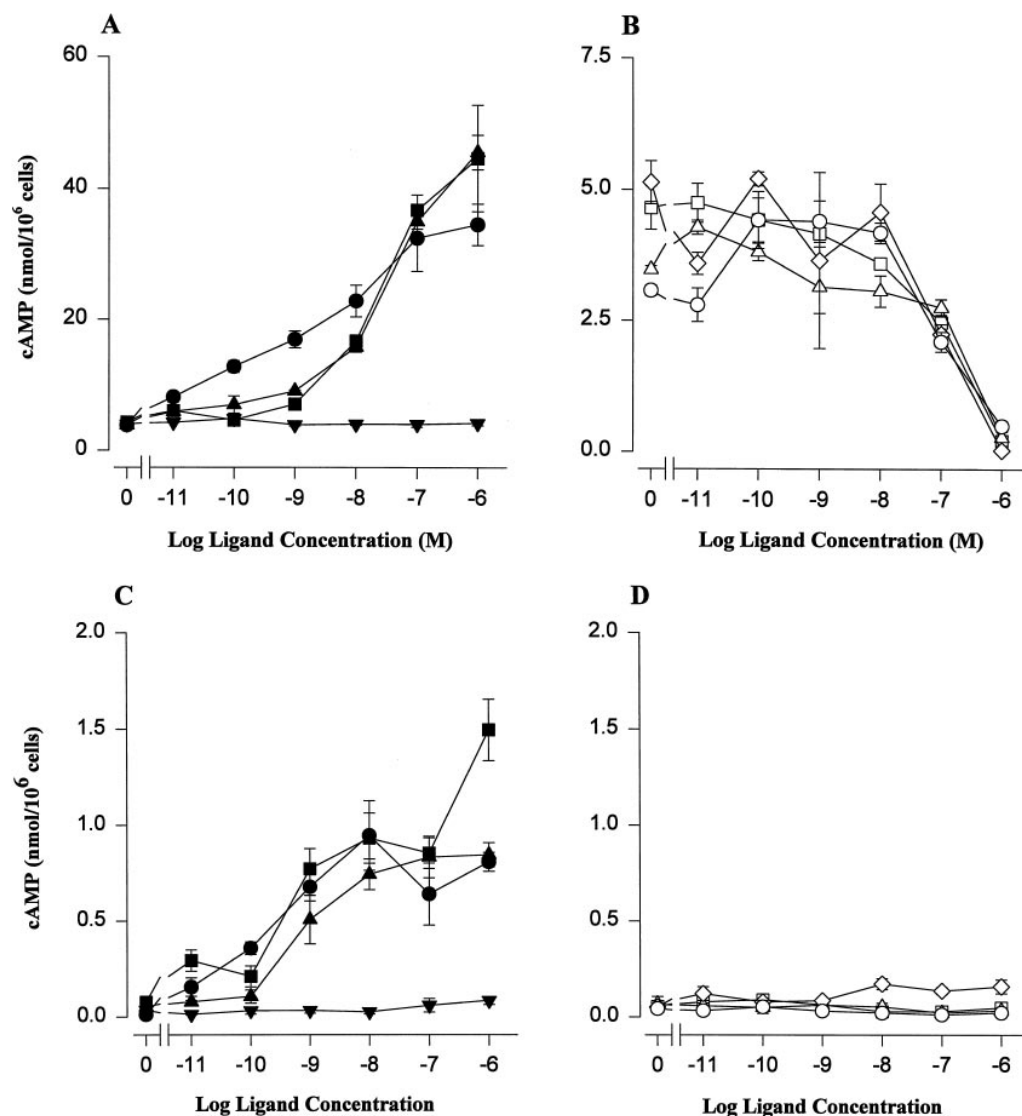 A
60
40
20
0
cAMP (nmol/10⁶ cells)
0 -11 -10 -9 -8 -7 -6
Log Ligand Concentration (M)
B
7.5
5.0
2.5
0.0
0 -11 -10 -9 -8 -7 -6
Log Ligand Concentration (M)
C
2.0
1.5
1.0
0.5
0.0
cAMP (nmol/10⁶ cells)
0 -11 -10 -9 -8 -7 -6
Log Ligand Concentration
D
2.0
1.5
1.0
0.5
0.0
0 -11 -10 -9 -8 -7 -6
Log Ligand Concentration